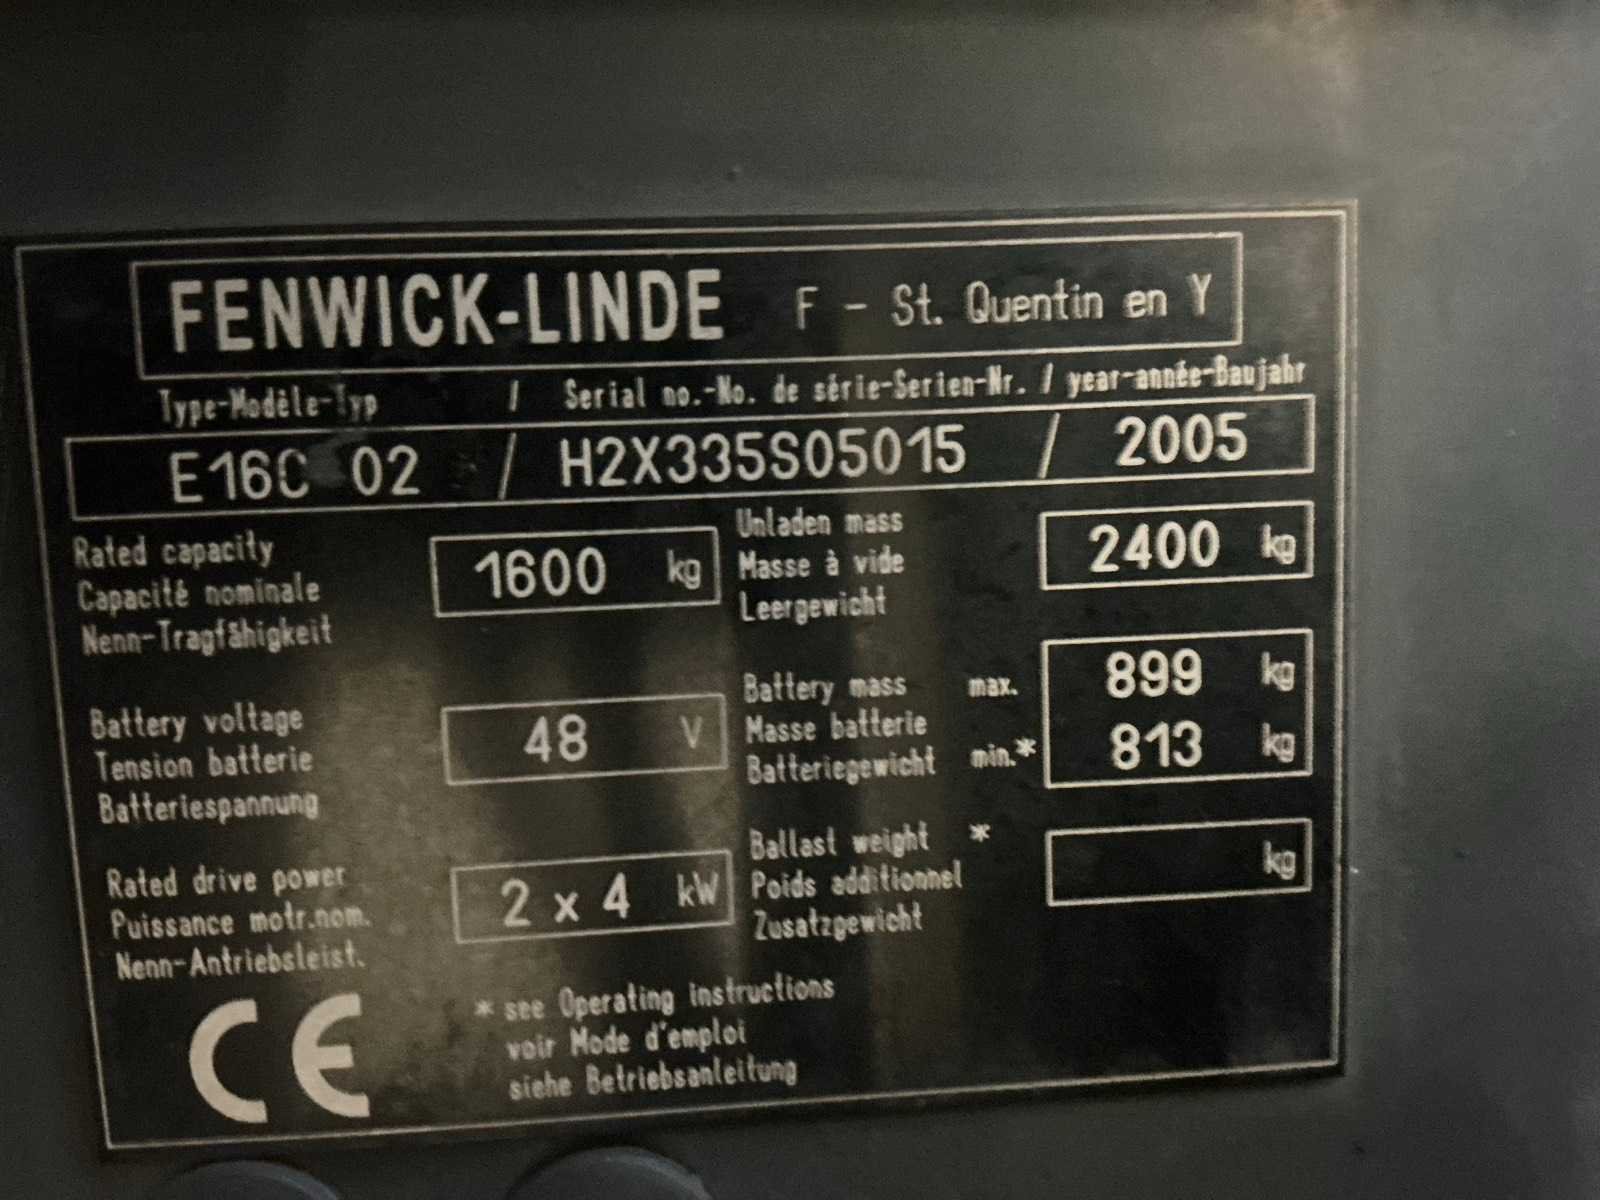 FENWICK-LINDE F - St. Quentin en Y
Type-Modèle-Typ / Serial no.-No. de série-Serien-Nr. / year-année-Baujahr
E16C 02 / H2X335S05015 / 2005
Rated capacity
Capacité nominale
Nenn-Tragfähigkeit
1600 kg
Unladen mass
Masse à vide
Leergewicht
2400 kg
Battery voltage
Tension batterie
Batteriespannung
48 V
Battery mass max.
Masse batterie
Batteriegewicht min.*
899 kg
813 kg
Rated drive power
Puissance motr.nom.
Nenn-Antriebsleist.
2 x 4 kW
Ballast weight *
Poids additionnel
Zusatzgewicht
kg
CE
* see Operating instructions
voir Mode d'emploi
siehe Betriebsanleitung